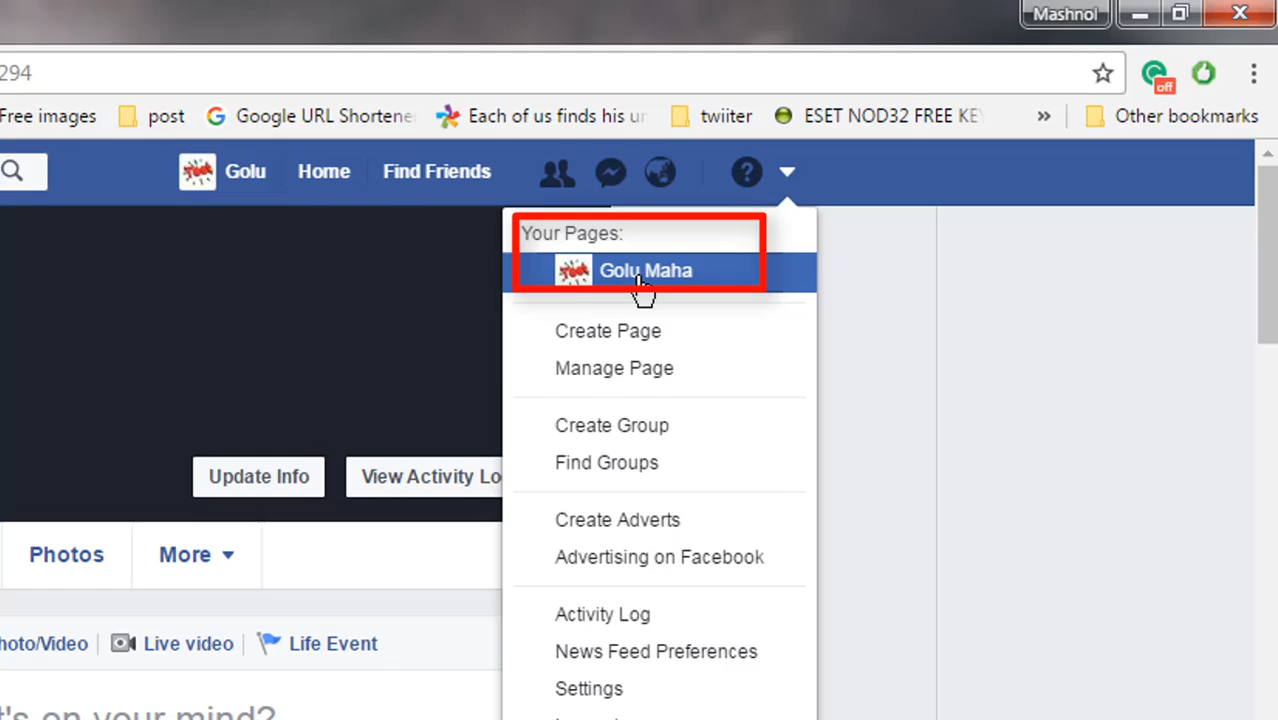 Mashnol
294
Free images post Google URL Shortene Each of us finds his ur twiiter ESET NOD32 FREE KEY » Other bookmarks
off
Golu Home Find Friends
Your Pages:
Golu Maha
Create Page
Manage Page
Create Group
Find Groups
Update Info View Activity Lo
Create Adverts
Photos More
Advertising on Facebook
Activity Log
hoto/Video Live video Life Event
News Feed Preferences
Settings
t's on your mind?